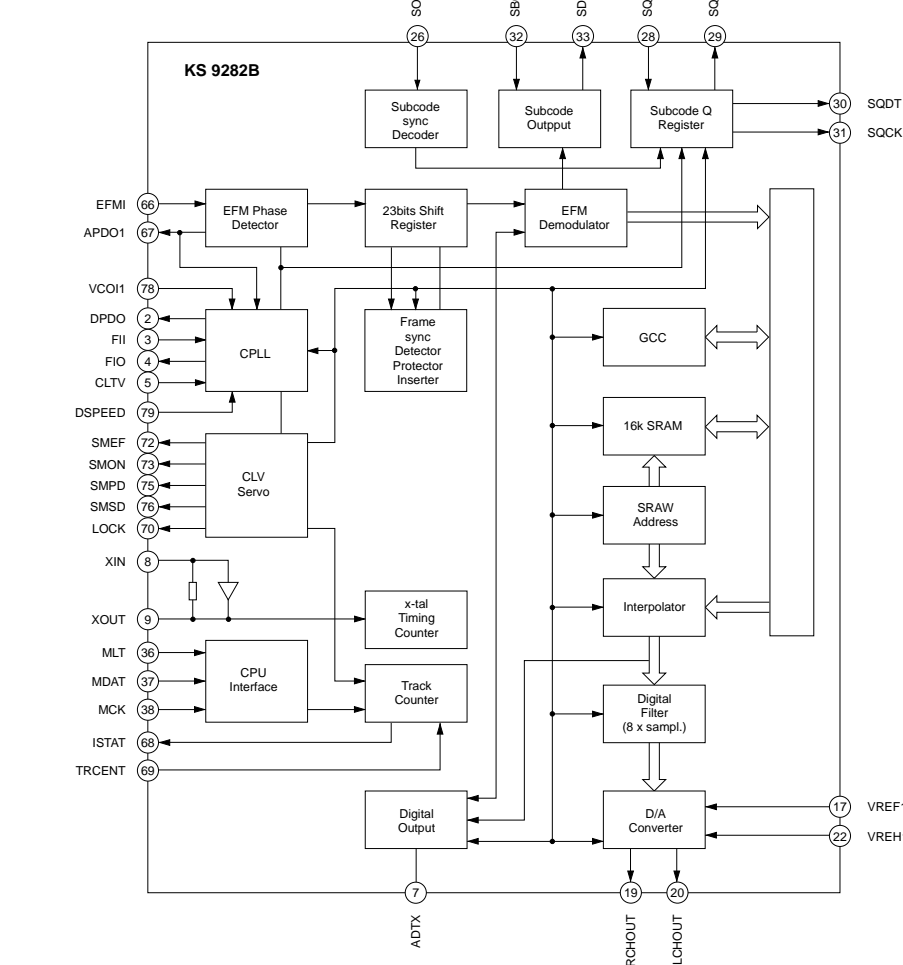 26
32
33
28
29
KS 9282B
Subcode
sync
Decoder
Subcode
Outpput
Subcode Q
Register
30 SQDT
31 SQCK
EFMI 66
EFM Phase
Detector
23bits Shift
Register
EFM
Demodulator
APDO1 67
VCOI1 78
DPDO 2
FII 3
FIO 4
CLTV 5
DSPEED 79
CPLL
Frame
sync
Detector
Protector
Inserter
GCC
16k SRAM
SMEF 72
SMON 73
SMPD 75
SMSD 76
LOCK 70
CLV
Servo
SRAW
Address
XIN 8
XOUT 9
x-tal
Timing
Counter
Interpolator
MLT 36
MDAT 37
MCK 38
CPU
Interface
Track
Counter
Digital
Filter
(8 x sampl.)
ISTAT 68
TRCENT 69
Digital
Output
D/A
Converter
17 VREF1
22 VREH
7
19
20
ADTX
RCHOUT
LCHOUT